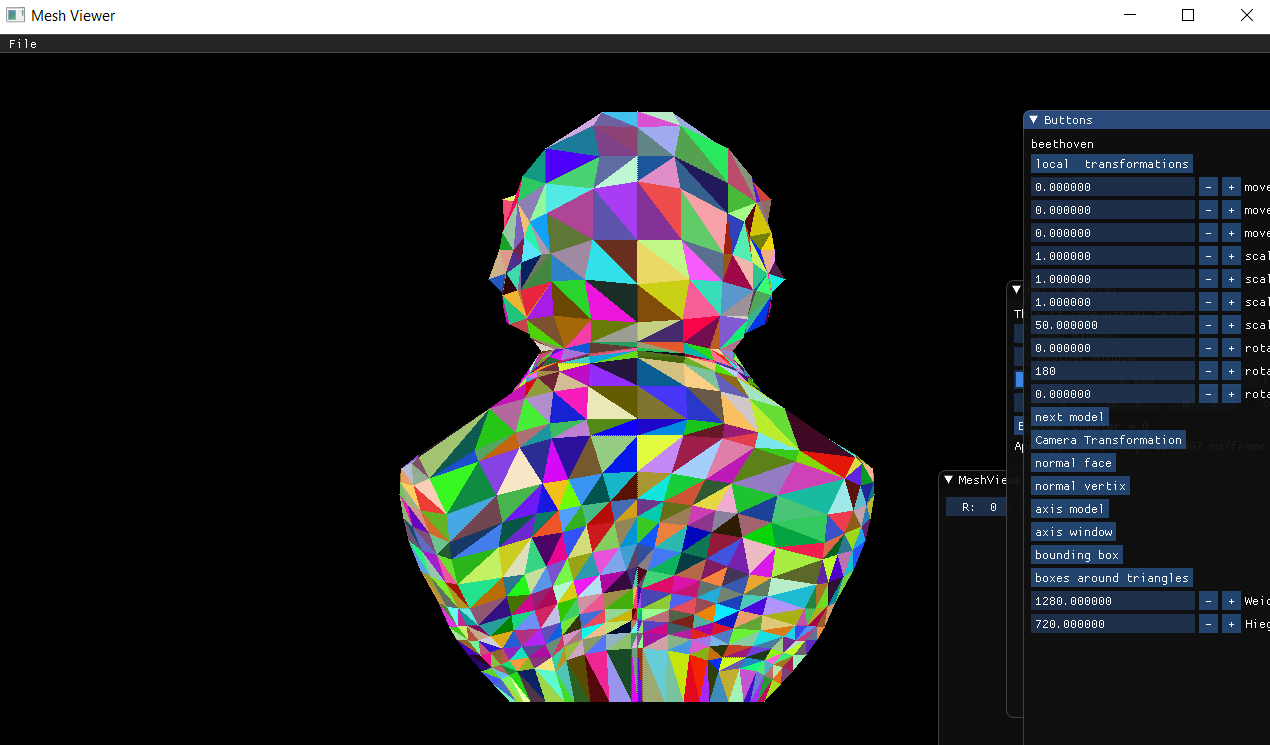 Mesh Viewer
File
Buttons
beethoven
local transformations
0.000000 - + move
0.000000 - + move
0.000000 - + move
1.000000 - + scal
1.000000 - + scal
1.000000 - + scal
50.000000 - + scal
0.000000 - + rota
180 - + rota
0.000000 - + rota
next model
Camera Transformation
normal face
normal vertix
axis model
axis window
bounding box
boxes around triangles
1280.000000 - + Weid
720.000000 - + Hieg
MeshView
R: 0